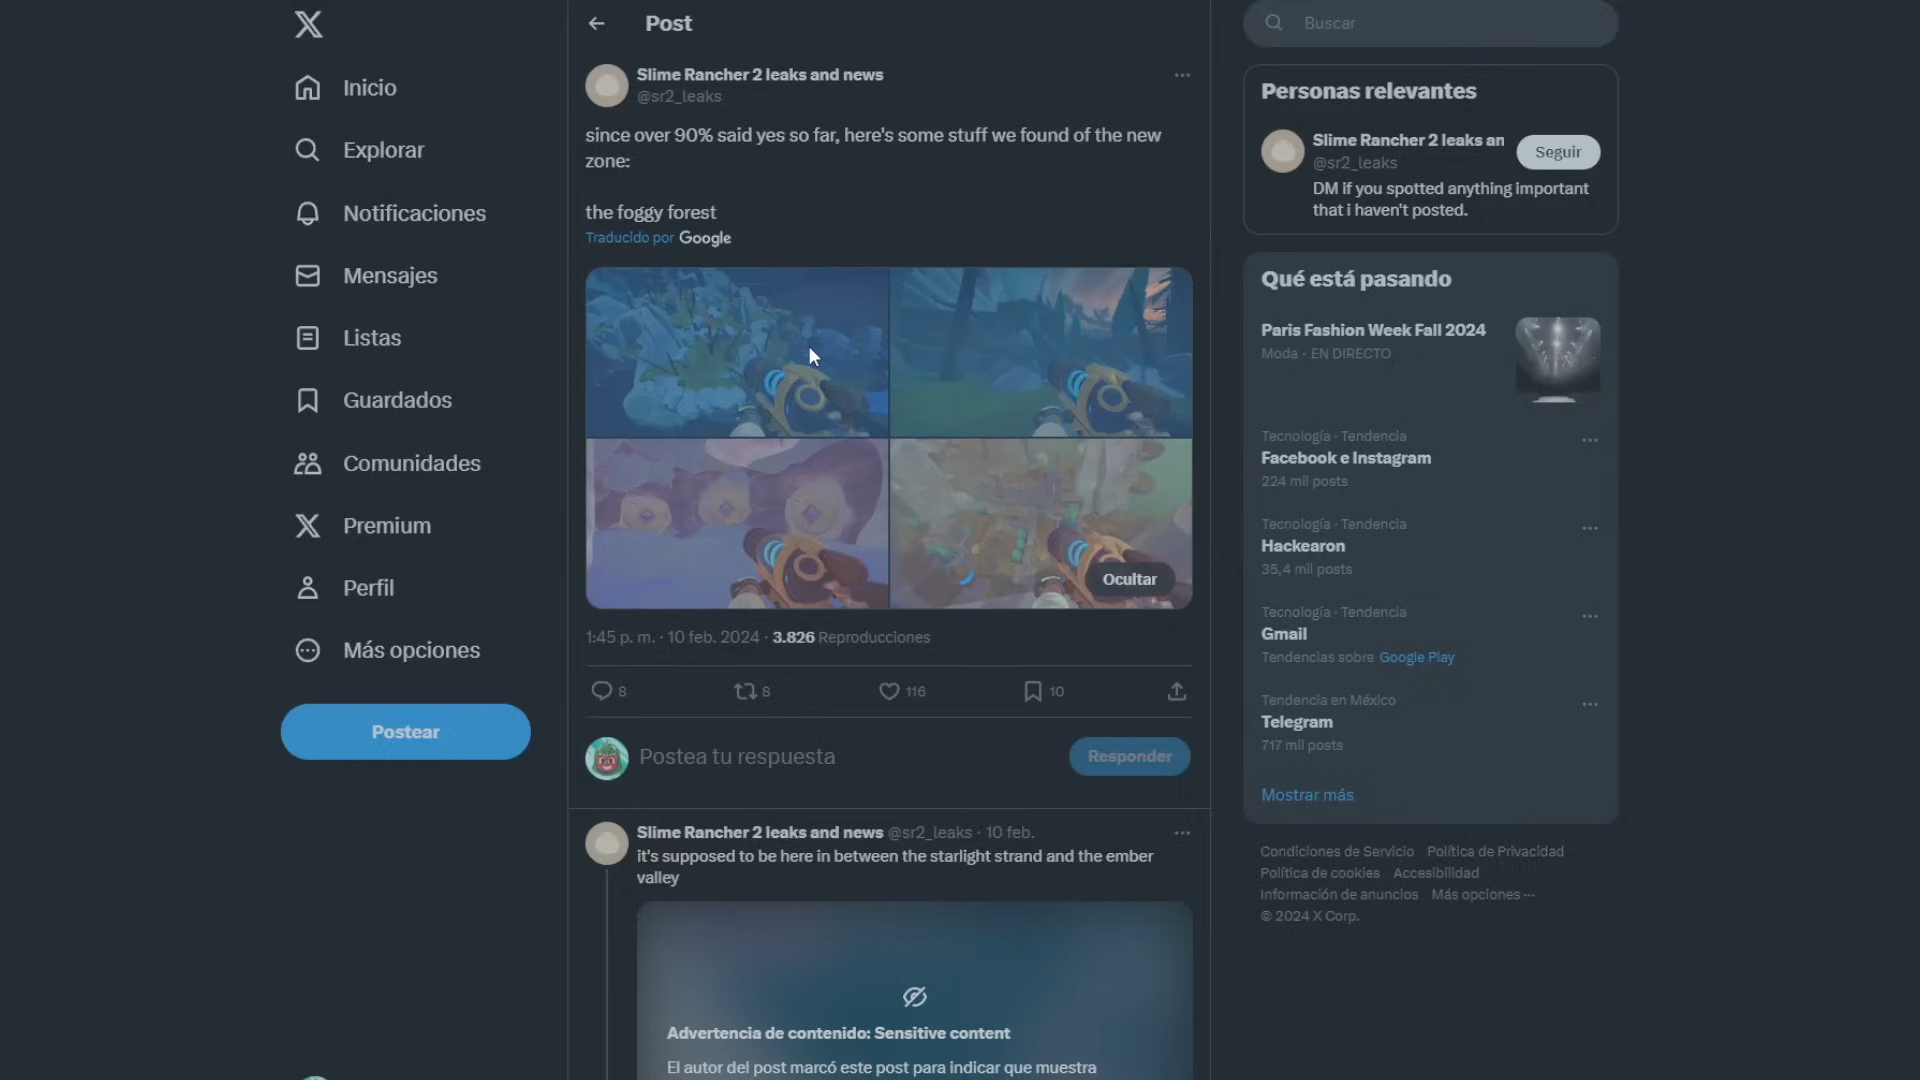 Inicio
Explorar
Notificaciones
Mensajes
Listas
Guardados
Comunidades
Premium
Perfil
Más opciones
Postear
Post
Slime Rancher 2 leaks and news
@sr2_leaks
since over 90% said yes so far, here's some stuff we found of the new
zone:
the foggy forest
Traducido por Google
Ocultar
1:45 p. m. · 10 feb. 2024 · 3.826 Reproducciones
8
8
116
10
Postea tu respuesta
Responder
Slime Rancher 2 leaks and news @sr2_leaks · 10 feb.
it's supposed to be here in between the starlight strand and the ember
valley
Advertencia de contenido: Sensitive content
El autor del post marcó este post para indicar que muestra
Buscar
Personas relevantes
Slime Rancher 2 leaks an
@sr2_leaks
Seguir
DM if you spotted anything important
that i haven't posted.
Qué está pasando
Paris Fashion Week Fall 2024
Moda · EN DIRECTO
Tecnología · Tendencia
Facebook e Instagram
224 mil posts
Tecnología · Tendencia
Hackearon
35,4 mil posts
Tecnología · Tendencia
Gmail
Tendencias sobre Google Play
Tendencia en México
Telegram
717 mil posts
Mostrar más
Condiciones de Servicio Política de Privacidad
Política de cookies Accesibilidad
Información de anuncios Más opciones ···
© 2024 X Corp.